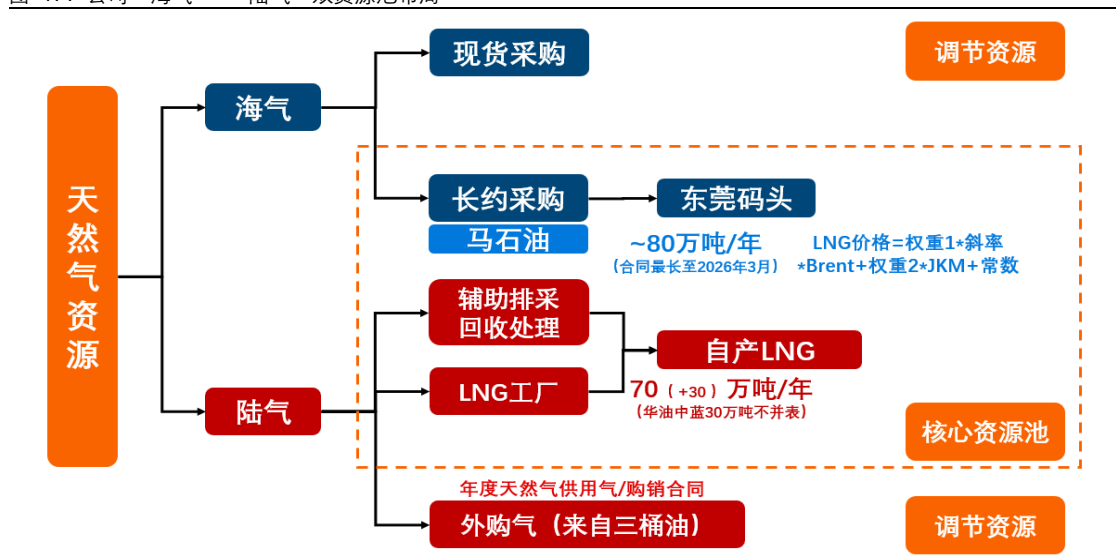 现货采购
调节资源
海气
天然气资源
长约采购
东莞码头
马石油
~80万吨/年
(合同最长至2026年3月)
LNG价格=权重1*斜率
*Brent+权重2*JKM+常数
辅助排采
回收处理
自产LNG
LNG工厂
70（+30）万吨/年
(华油中蓝30万吨不并表)
陆气
核心资源池
年度天然气供用气/购销合同
外购气（来自三桶油）
调节资源